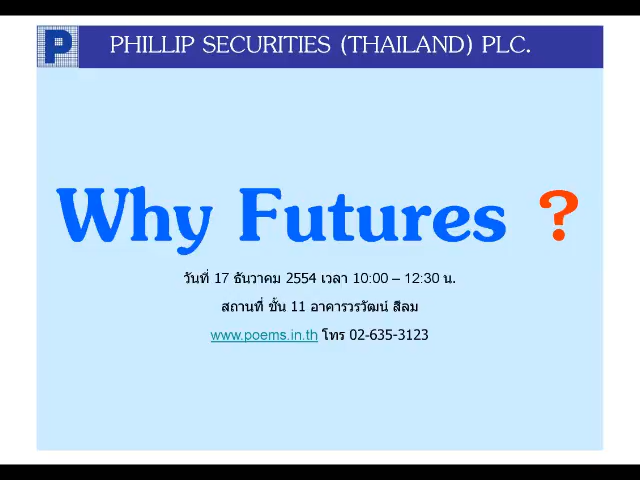 P
PHILLIP SECURITIES (THAILAND) PLC.
Why Futures ?
วันที่ 17 ธันวาคม 2554 เวลา 10:00 – 12:30 น.
สถานที่ ชั้น 11 อาคารวรวัฒน์ สีลม
www.poems.in.th โทร 02-635-3123